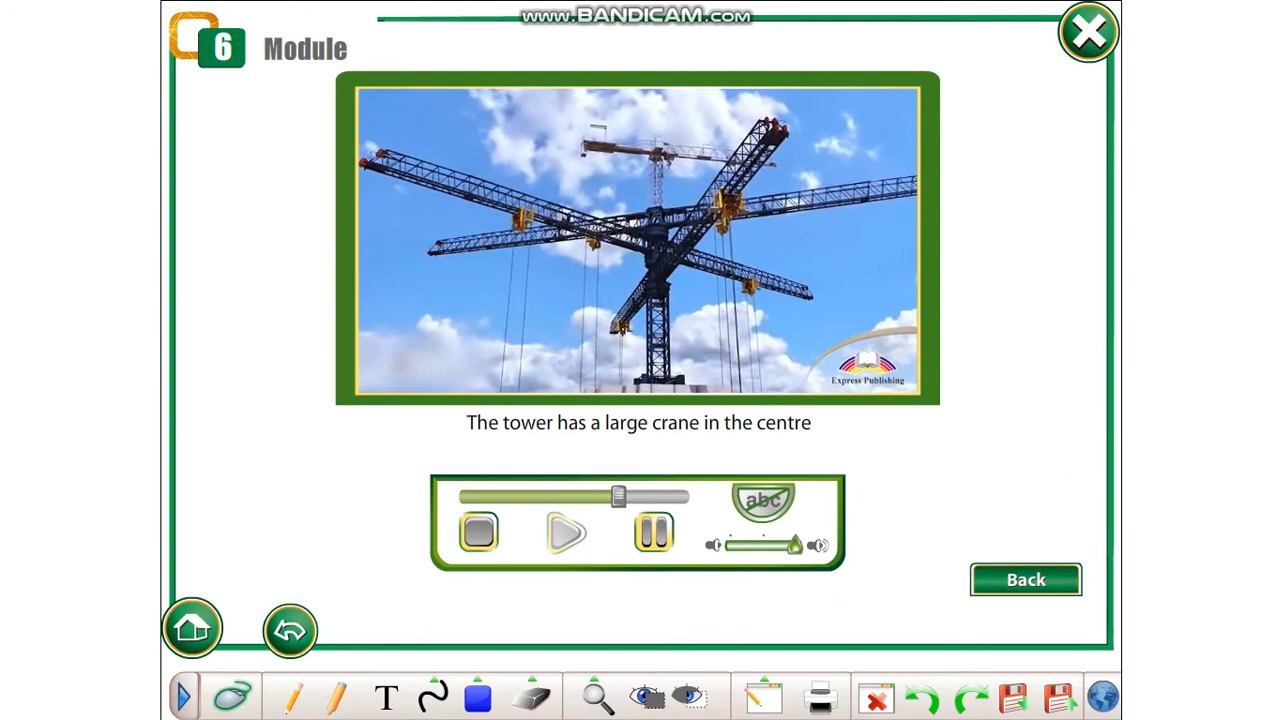 www.BANDICAM.com
6 Module
Express Publishing
The tower has a large crane in the centre
abc
Back
T